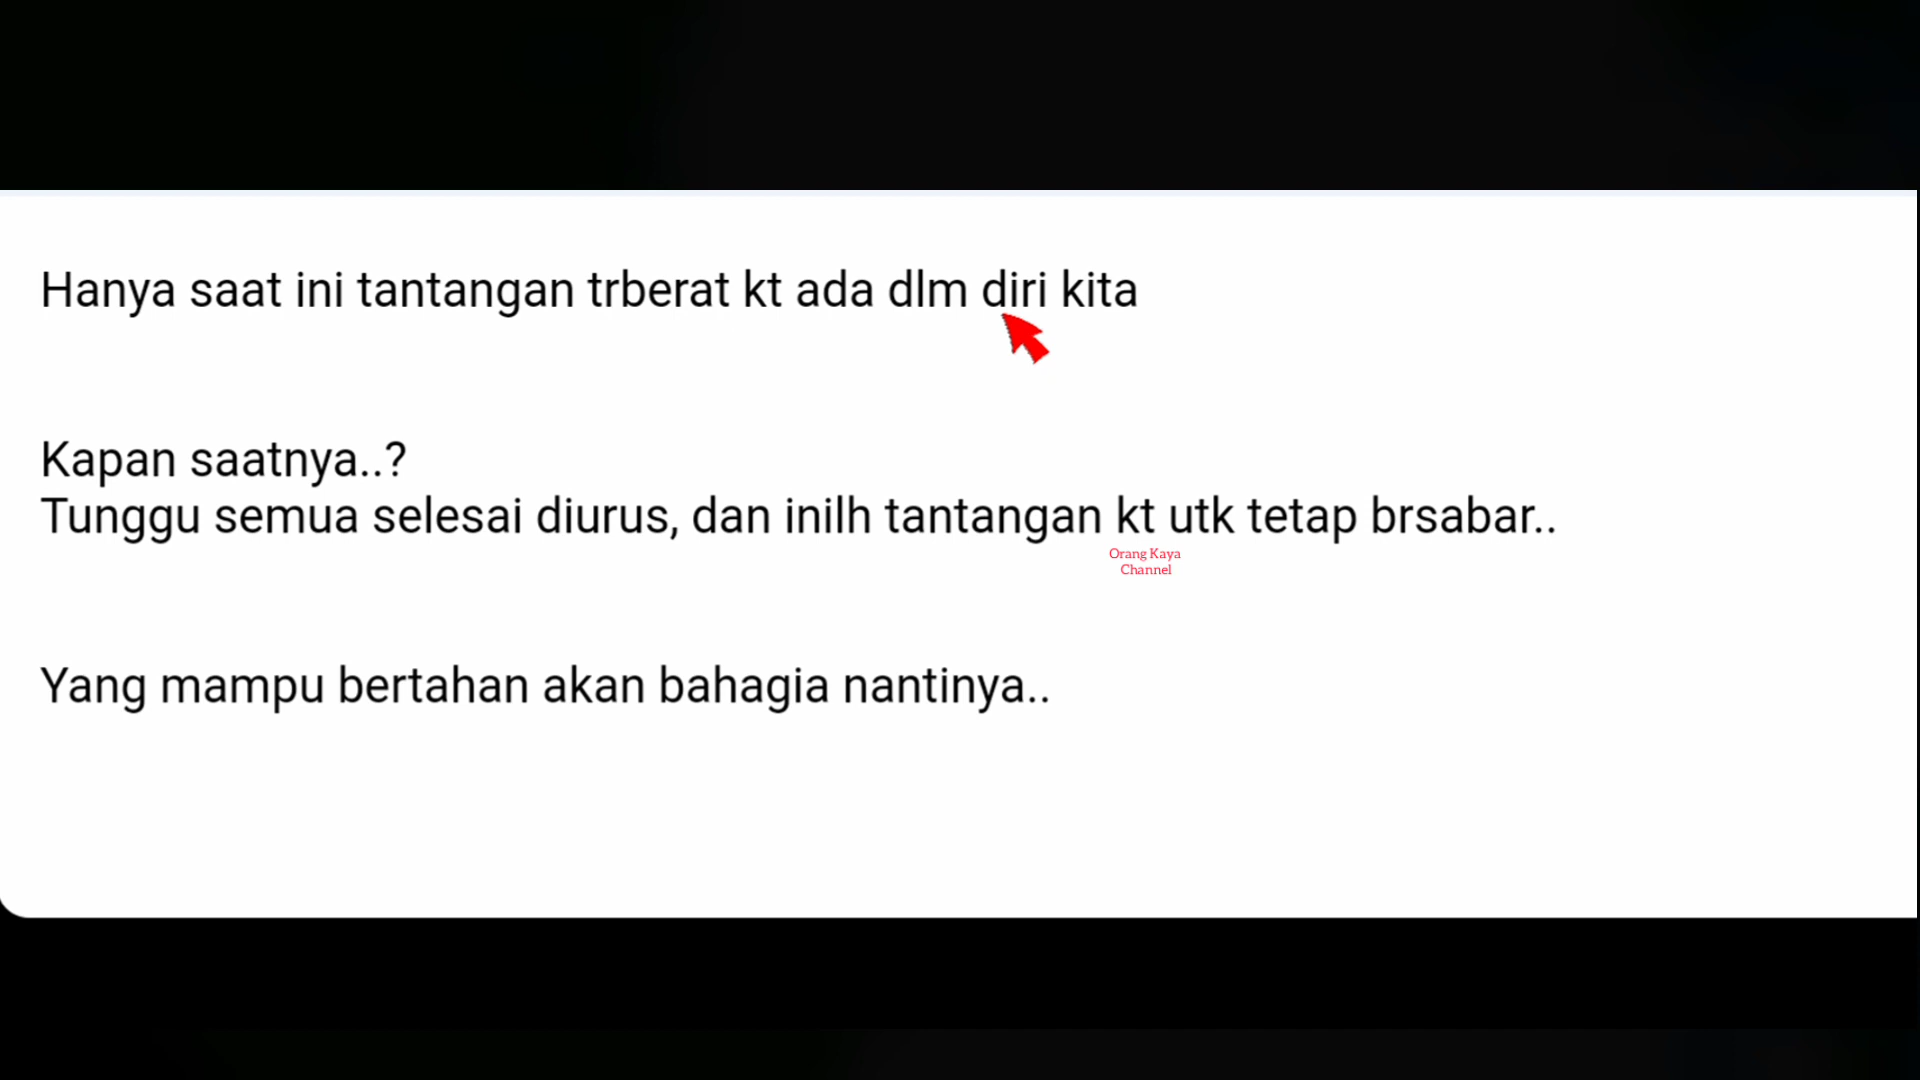 Hanya saat ini tantangan trberat kt ada dlm diri kita
Kapan saatnya..?
Tunggu semua selesai diurus, dan inilh tantangan kt utk tetap brsabar..
Orang Kaya
Channel
Yang mampu bertahan akan bahagia nantinya..